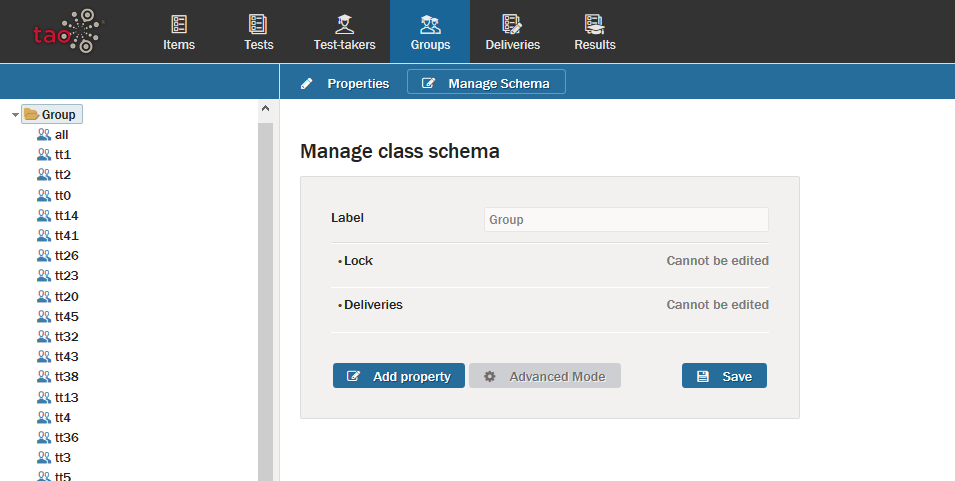 tao
Items
Tests
Test-takers
Groups
Deliveries
Results
Properties
Manage Schema
Group
all
tt1
tt2
tt0
tt14
tt41
tt26
tt23
tt20
tt45
tt32
tt43
tt38
tt13
tt4
tt36
tt3
tt5
Manage class schema
Label
Group
• Lock
Cannot be edited
• Deliveries
Cannot be edited
Add property
Advanced Mode
Save